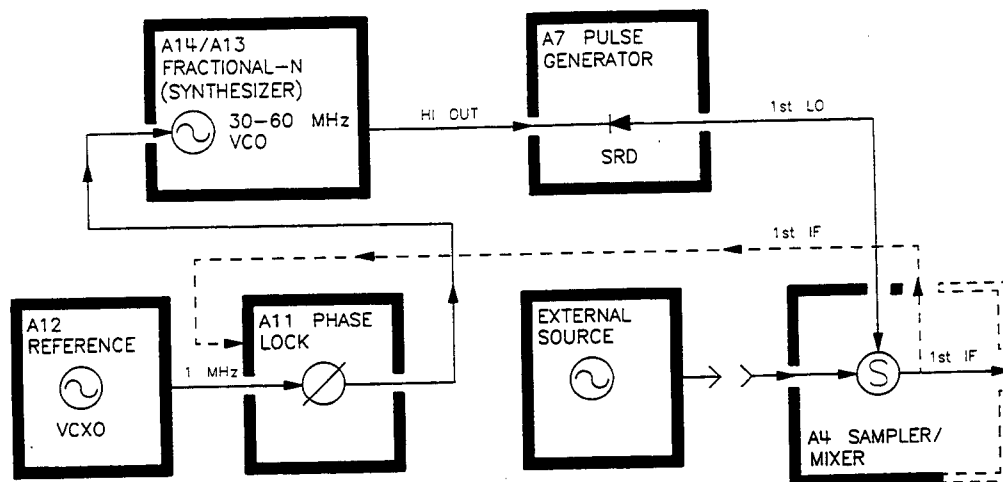 A14/A13
FRACTIONAL-N
(SYNTHESIZER)
30-60 MHz
VCO
HI OUT
A7 PULSE
GENERATOR
SRD
1st LO
1st IF
A12
REFERENCE
VCXO
1 MHz
A11 PHASE
LOCK
EXTERNAL
SOURCE
S
1st IF
A4 SAMPLER/
MIXER